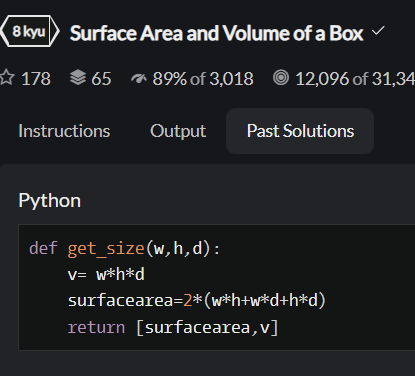 8 kyu Surface Area and Volume of a Box
178 65 89% of 3,018 12,096 of 31,34
Instructions Output Past Solutions
Python
def get_size(w,h,d):
    v= w*h*d
    surfacearea=2*(w*h+w*d+h*d)
    return [surfacearea,v]